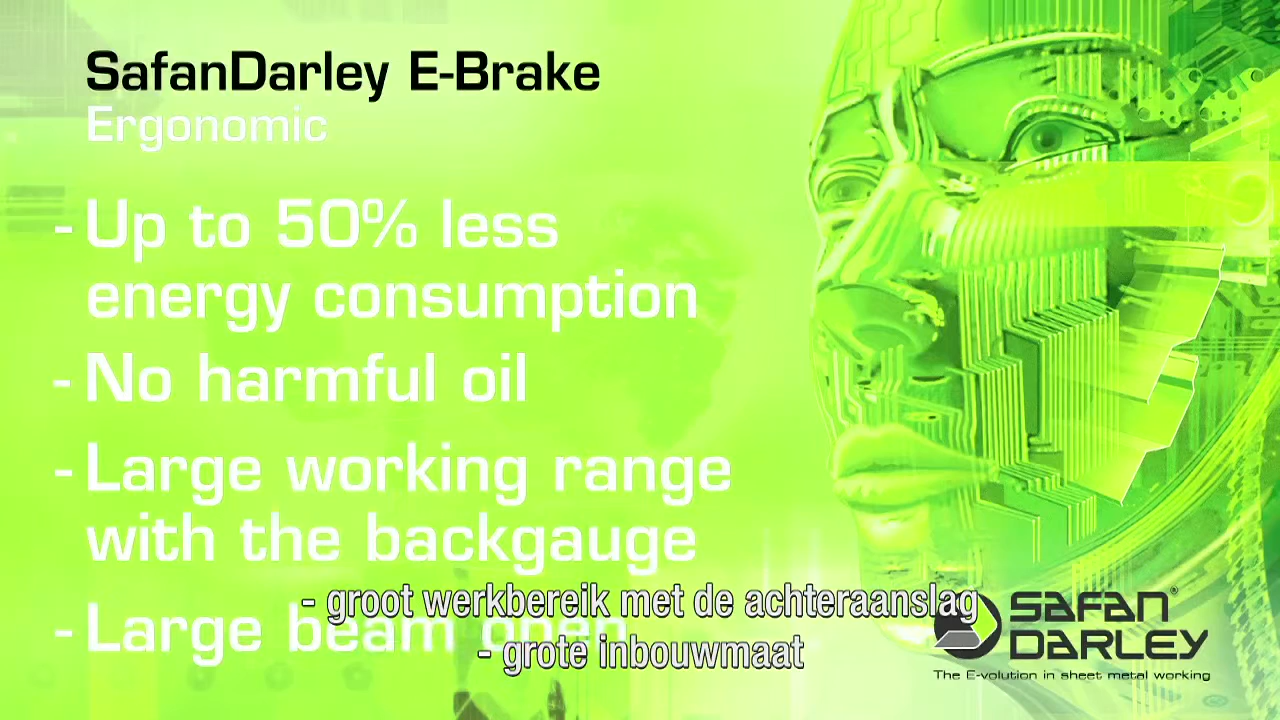 SafanDarley E-Brake
Ergonomic
- Up to 50% less
energy consumption
- No harmful oil
- Large working range
with the backgauge
- Large beam open
- groot werkbereik met de achteraanslag
- grote inbouwmaat
SAFAN®
DARLEY
The E-volution in sheet metal working